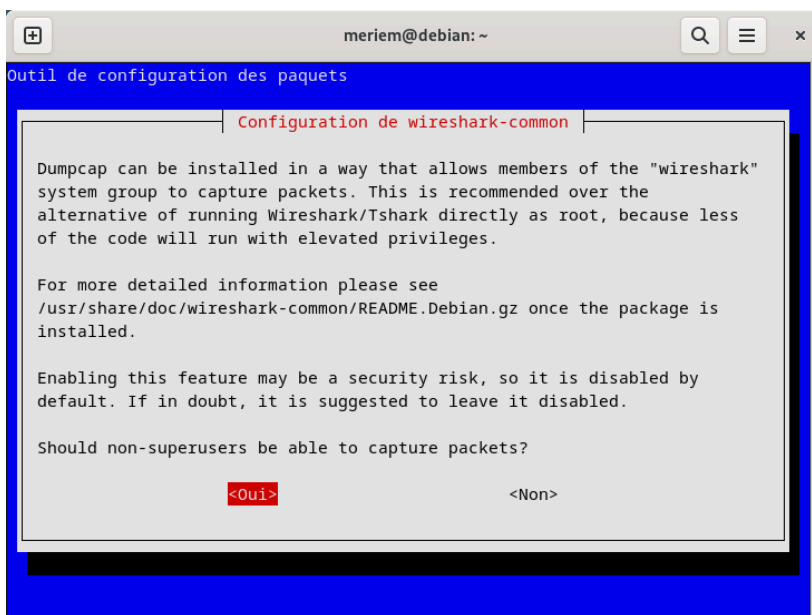 meriem@debian: ~
Outil de configuration des paquets
Configuration de wireshark-common
Dumpcap can be installed in a way that allows members of the "wireshark"
system group to capture packets. This is recommended over the
alternative of running Wireshark/Tshark directly as root, because less
of the code will run with elevated privileges.
For more detailed information please see
/usr/share/doc/wireshark-common/README.Debian.gz once the package is
installed.
Enabling this feature may be a security risk, so it is disabled by
default. If in doubt, it is suggested to leave it disabled.
Should non-superusers be able to capture packets?
<Oui> <Non>